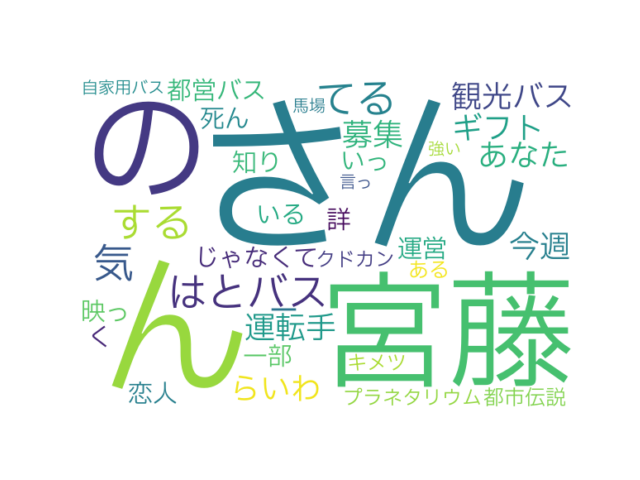 自家用バス 都営バス 馬場 てる 観光バス
の さん 死ん 募集 ギフト
知り いっ 強い あなた
言っ
する いる 詳
気 じゃなくて クドカン 運営 今週
ん はとバス ある
宮藤
映っ 運転手
く 一部 キメツ
恋人 らいわ プラネタリウム 都市伝説